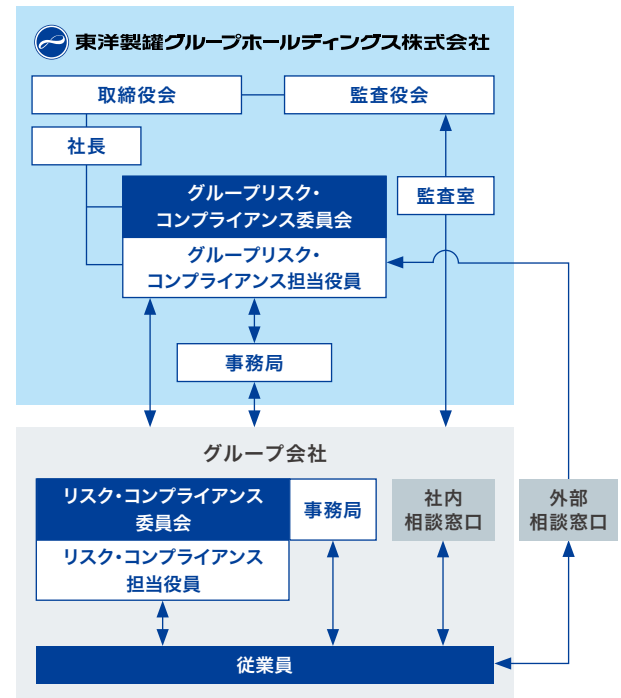 東洋製罐グループホールディングス株式会社
取締役会
監査役会
社長
グループリスク・
コンプライアンス委員会
監査室
グループリスク・
コンプライアンス担当役員
事務局
グループ会社
リスク・コンプライアンス
委員会
事務局
社内
相談窓口
外部
相談窓口
リスク・コンプライアンス
担当役員
従業員